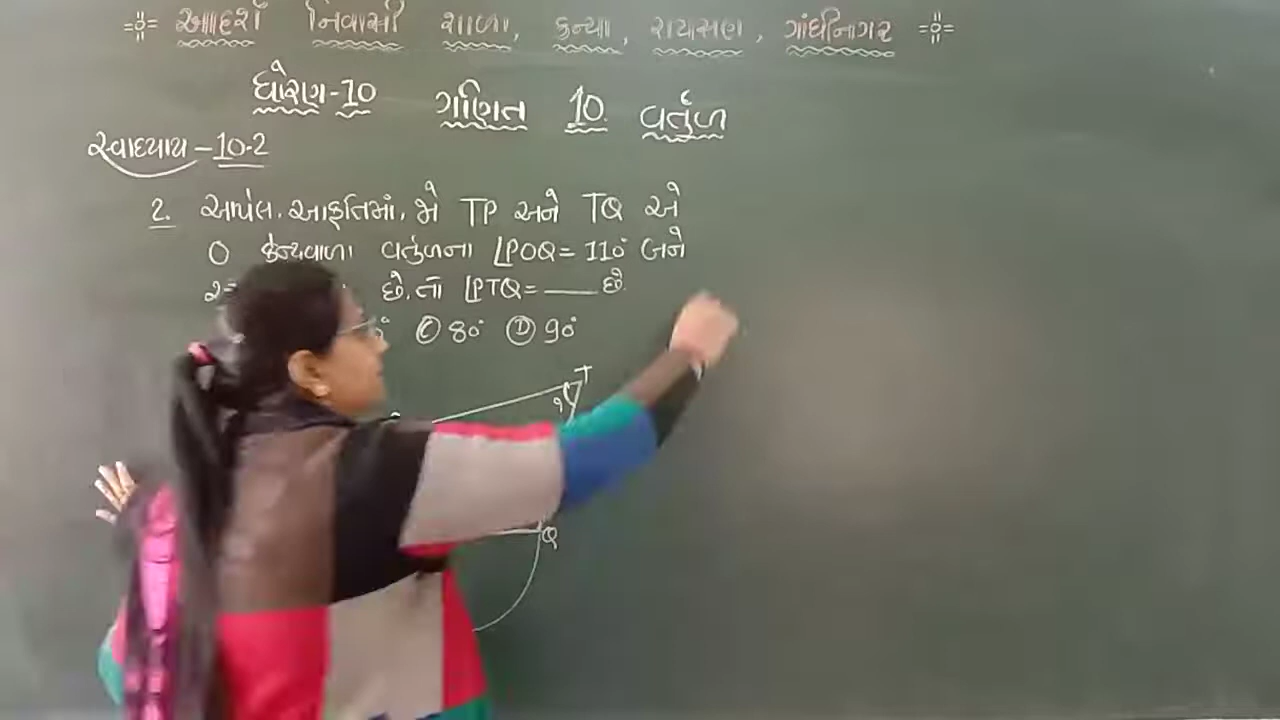 આદર્શ નિવાસી શાળા, કન્યા, રાયસણ, ગાંધીનગર
ધોરણ-10 ગણિત 10. વર્તુળ
સ્વાધ્યાય - 10.2
2. આપેલ. આકૃતિમાં. જો TP અને TQ એ
O કેન્દ્રવાળા વર્તુળના ∠POQ = 110° બને
છે. તો ∠PTQ = ____ છે.
Ⓒ 80° Ⓓ 90°
T
?
Q